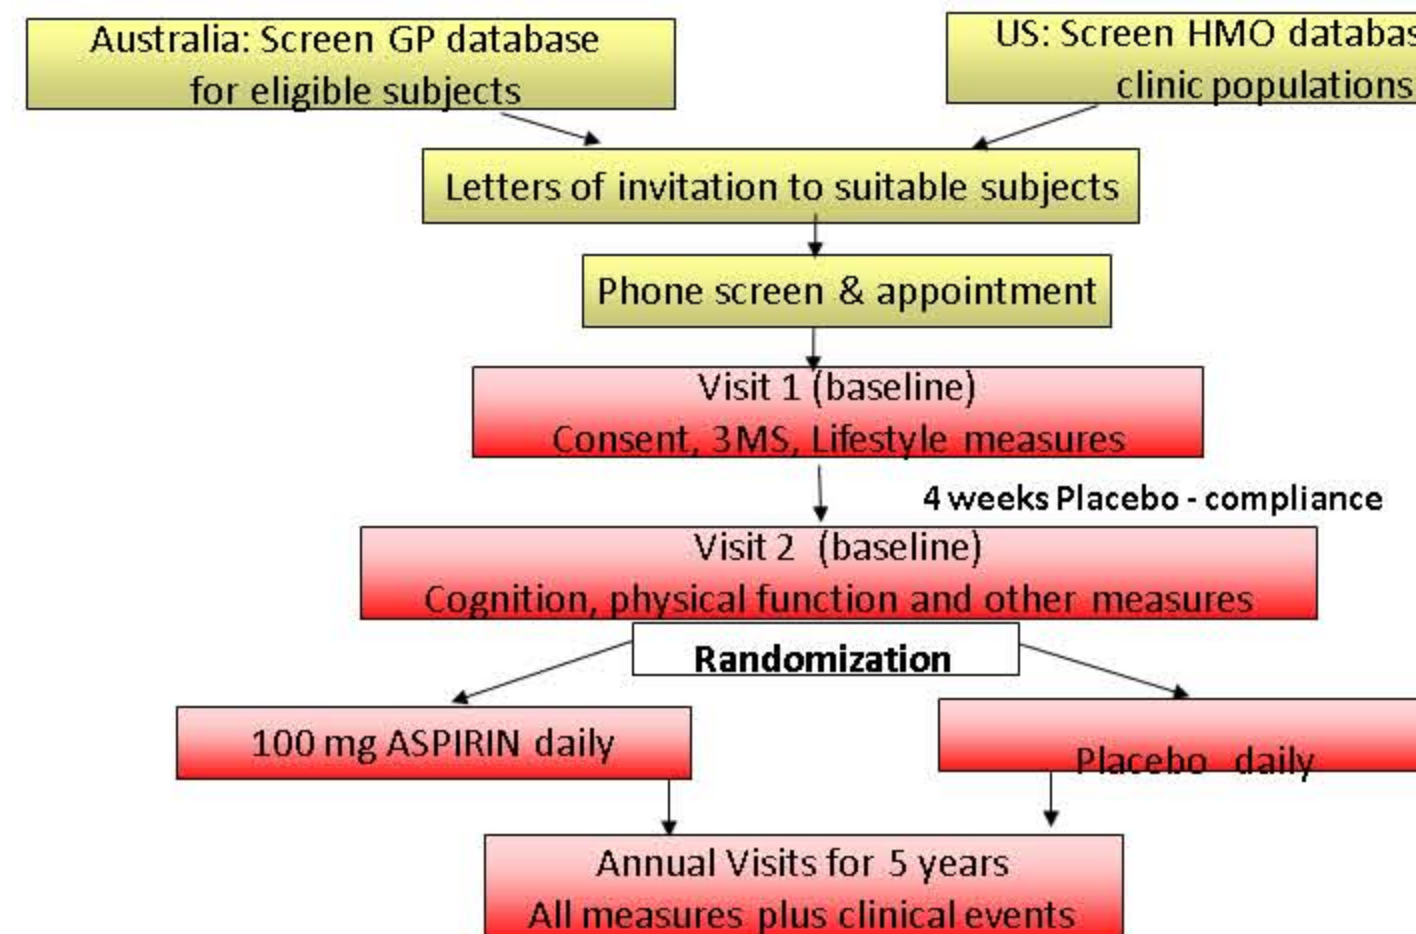 Australia: Screen GP database
for eligible subjects
US: Screen HMO
clinic populations
Letters of invitation to suitable subjects
Phone screen & appointment
Visit 1 (baseline)
Consent, 3MS, Lifestyle measures
4 weeks Placebo - compliance
Visit 2 (baseline)
Cognition, physical function and other measures
Randomization
100 mg ASPIRIN daily
Placebo daily
Annual Visits for 5 years
All measures plus clinical events